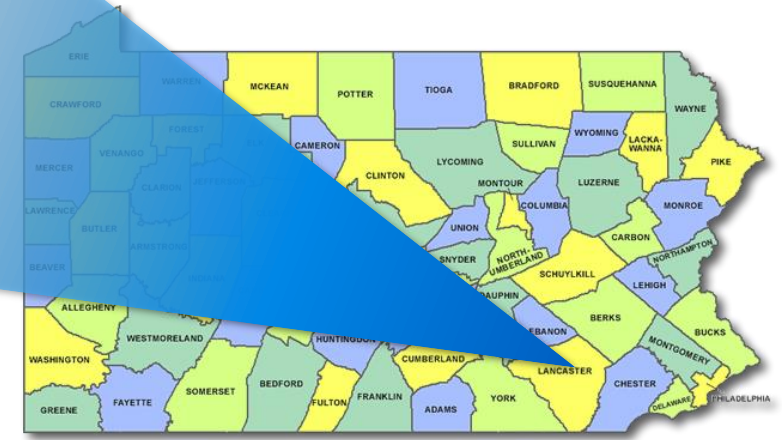 ERIE
WARREN
MCKEAN
POTTER
TIOGA
BRADFORD
SUSQUEHANNA
WAYNE
CRAWFORD
FOREST
CAMERON
WYOMING
LACKA-
WANNA
PIKE
VENANGO
SULLIVAN
LYCOMING
MERCER
CLINTON
MONTOUR
LUZERNE
CLARION
JEFFERSON
LAWRENCE
COLUMBIA
MONROE
BUTLER
UNION
CARBON
ARMSTRONG
SNYDER
NORTH-
UMBERLAND
NORTHAMPTON
BEAVER
SCHUYLKILL
INDIANA
LEHIGH
DAUPHIN
ALLEGHENY
BERKS
EBANON
BUCKS
WESTMORELAND
HUNTINGDON
MONTGOMERY
WASHINGTON
CUMBERLAND
LANCASTER
CHESTER
SOMERSET
BEDFORD
FULTON
FRANKLIN
YORK
PHILADELPHIA
DELAWARE
GREENE
FAYETTE
ADAMS